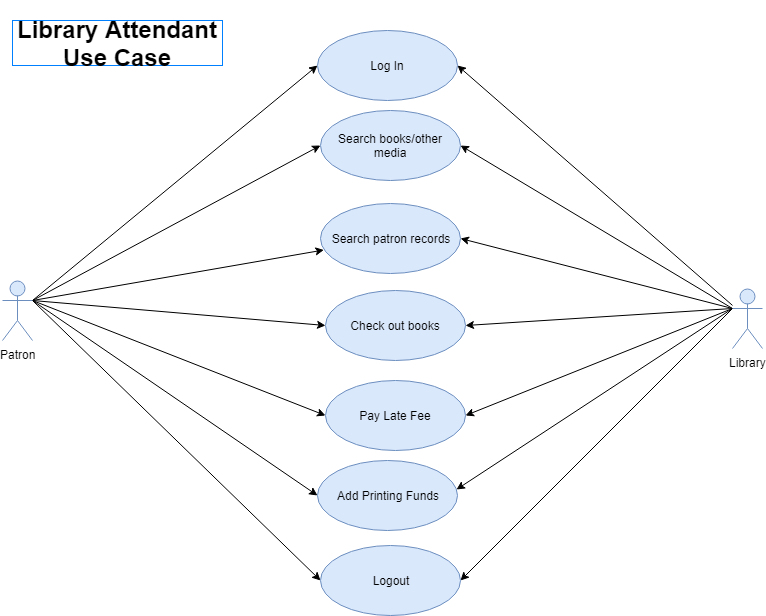 Library Attendant
Use Case
Log In
Search books/other
media
Search patron records
Check out books
Patron
Library
Pay Late Fee
Add Printing Funds
Logout